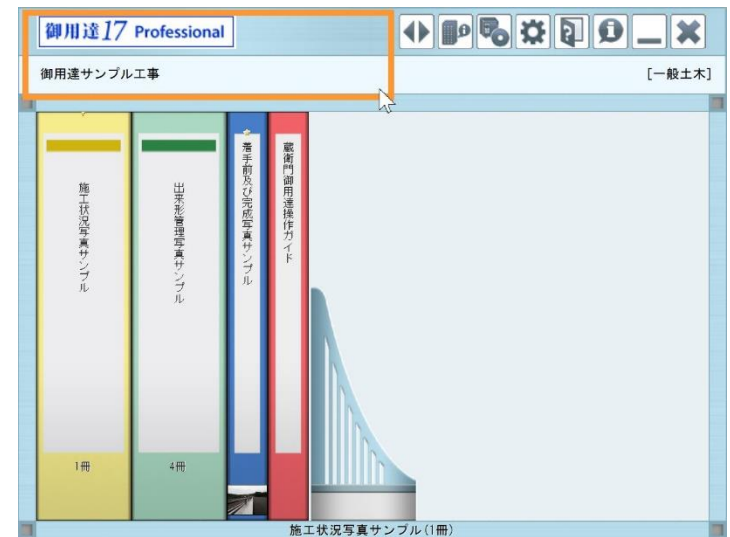 御用達17 Professional
御用達サンプル工事
[一般土木]
施工状況写真サンプル
1冊
出来形管理写真サンプル
4冊
着手前及び完成写真サンプル
蔵衛門御用達操作ガイド
施工状況写真サンプル(1冊)